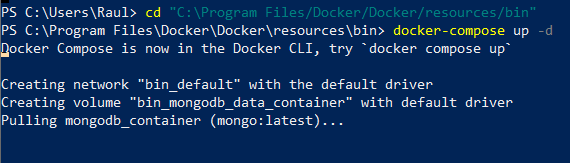 PS C:\Users\Raul> cd "C:\Program Files/Docker/Docker/resources/bin"
PS C:\Program Files\Docker\Docker\resources\bin> docker-compose up -d
Docker Compose is now in the Docker CLI, try `docker compose up`
Creating network "bin_default" with the default driver
Creating volume "bin_mongodb_data_container" with default driver
Pulling mongodb_container (mongo:latest)...